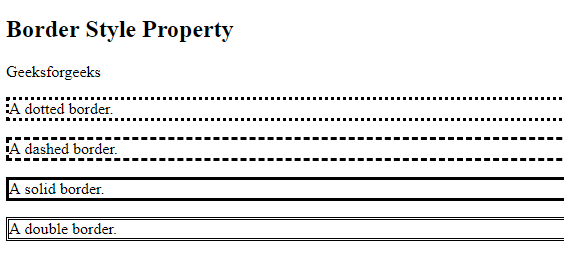 Border Style Property
Geeksforgeeks
A dotted border.
A dashed border.
A solid border.
A double border.